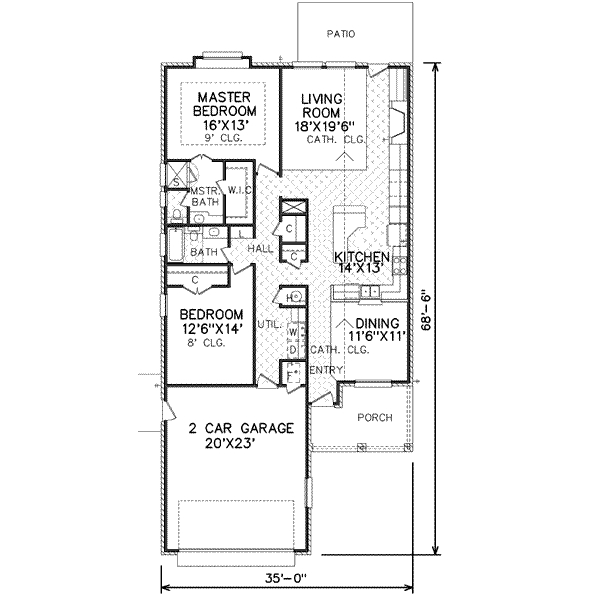 PATIO
MASTER
BEDROOM
16'X13'
9' CLG.
LIVING
ROOM
18'X19'6"
CATH. CLG.
S
MSTR.
BATH
W.I.C
C
L
HALL
BATH
C
KITCHEN
14'X13'
C
BEDROOM
12'6"X14'
8' CLG.
H
UTIL.
W
D
DINING
11'6"X11'
CATH. CLG.
F
ENTRY
PORCH
2 CAR GARAGE
20'X23'
68'-6"
35'-0"